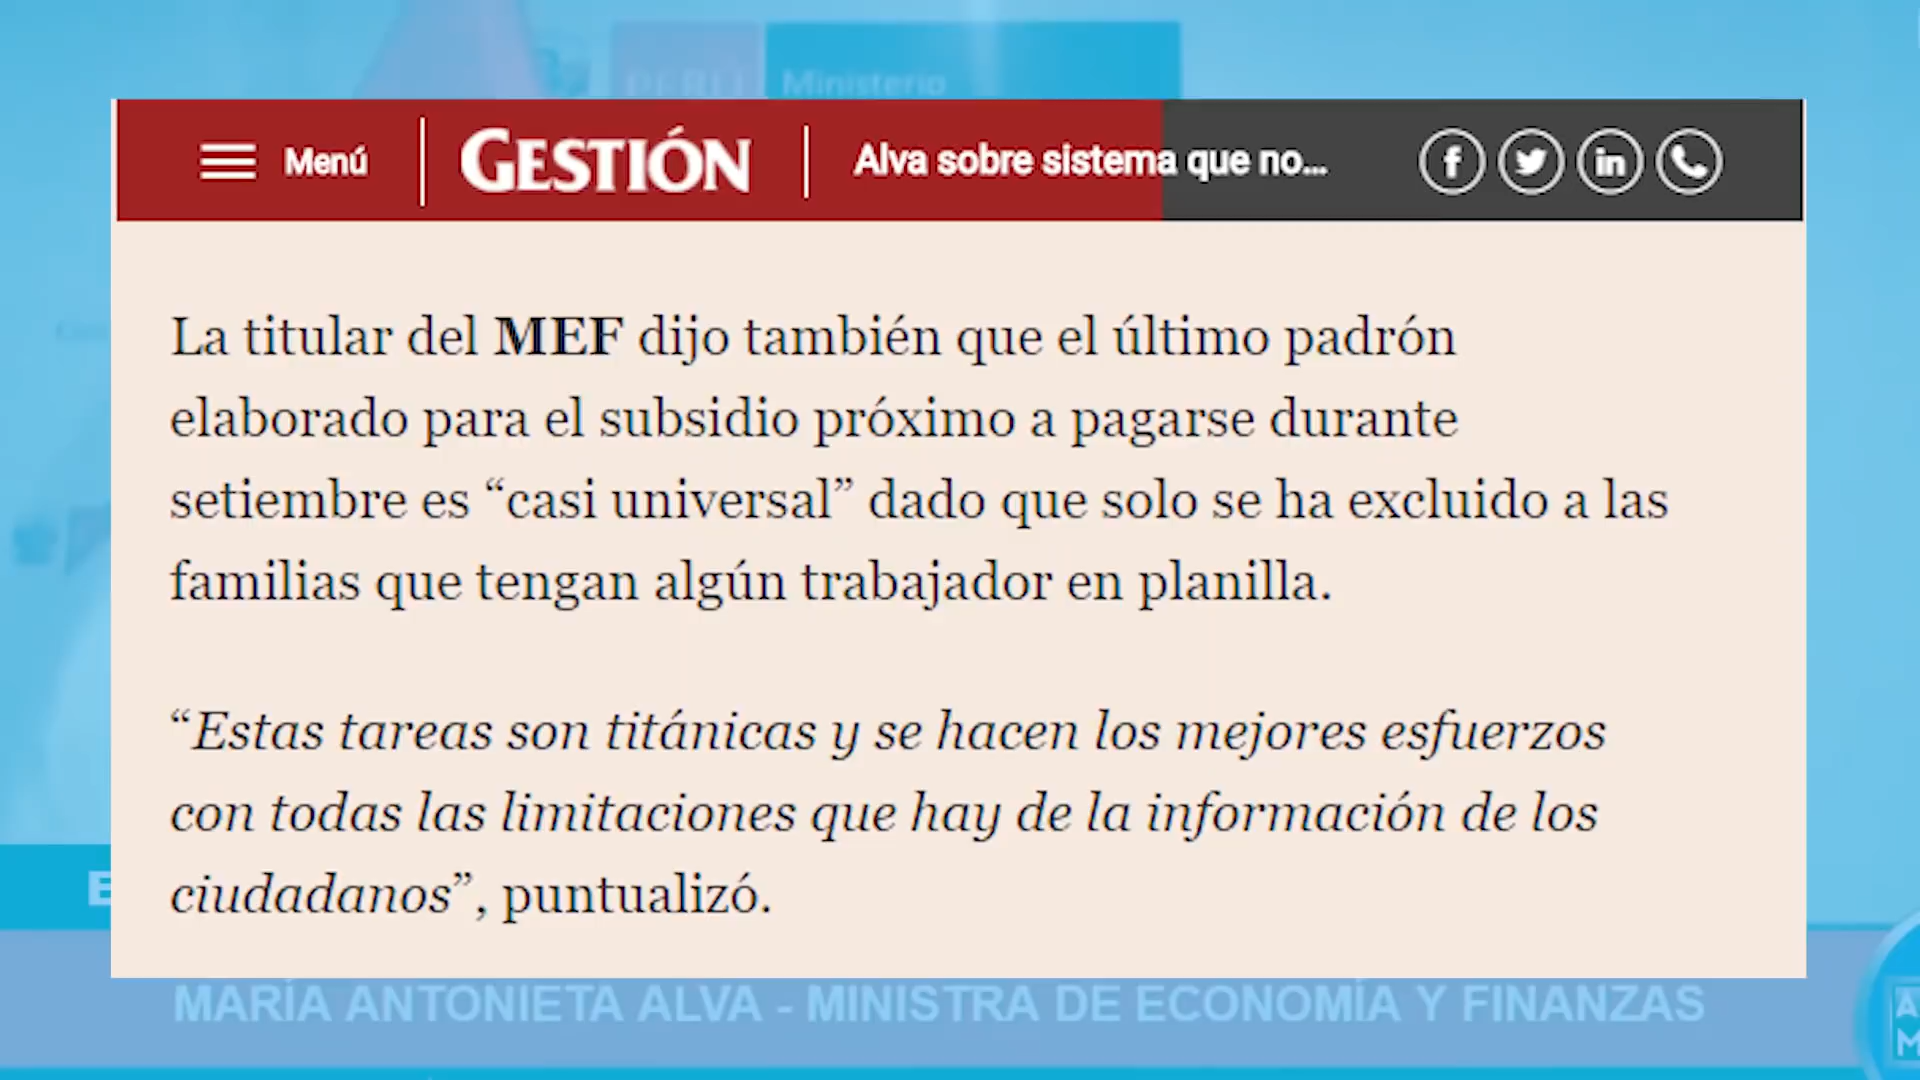 PERÚ Ministerio
Menú GESTIÓN Alva sobre sistema que no...
La titular del MEF dijo también que el último padrón
elaborado para el subsidio próximo a pagarse durante
setiembre es “casi universal” dado que solo se ha excluido a las
familias que tengan algún trabajador en planilla.
“Estas tareas son titánicas y se hacen los mejores esfuerzos
con todas las limitaciones que hay de la información de los
ciudadanos”, puntualizó.
MARÍA ANTONIETA ALVA - MINISTRA DE ECONOMÍA Y FINANZAS